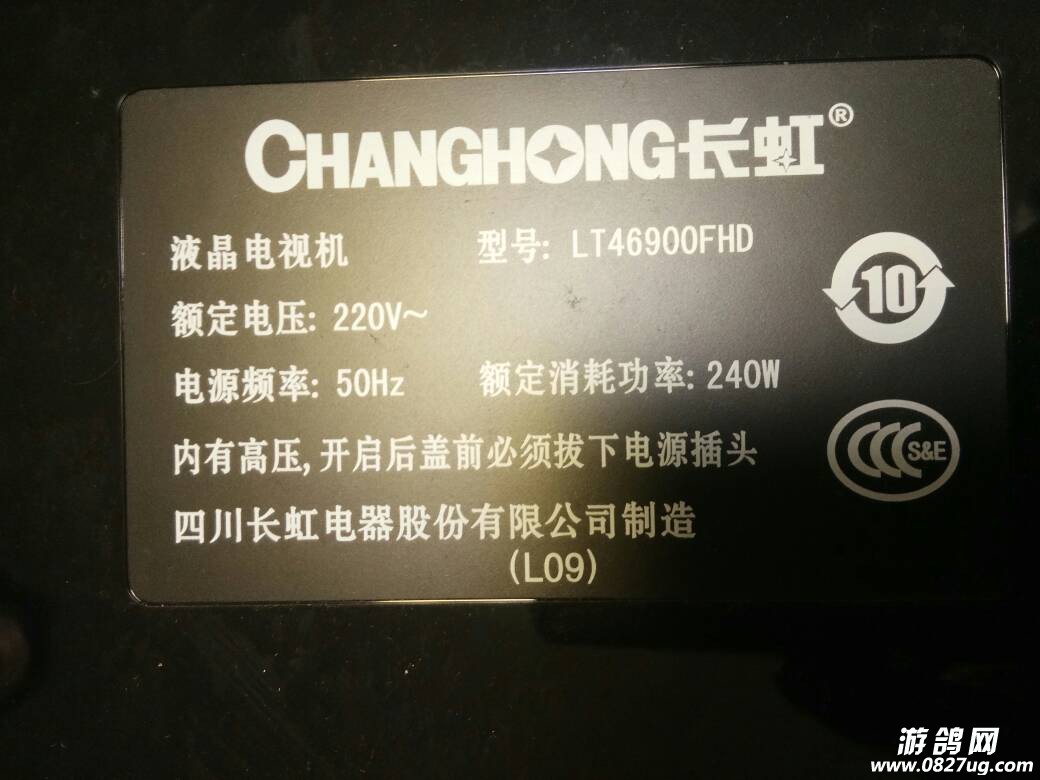 CHANGHONG长虹®
液晶电视机 型号: LT46900FHD
额定电压: 220V~
10
电源频率: 50Hz 额定消耗功率: 240W
内有高压,开启后盖前必须拔下电源插头
CCC S&E
四川长虹电器股份有限公司制造
(L09)
游鸽网
www.0827ug.com